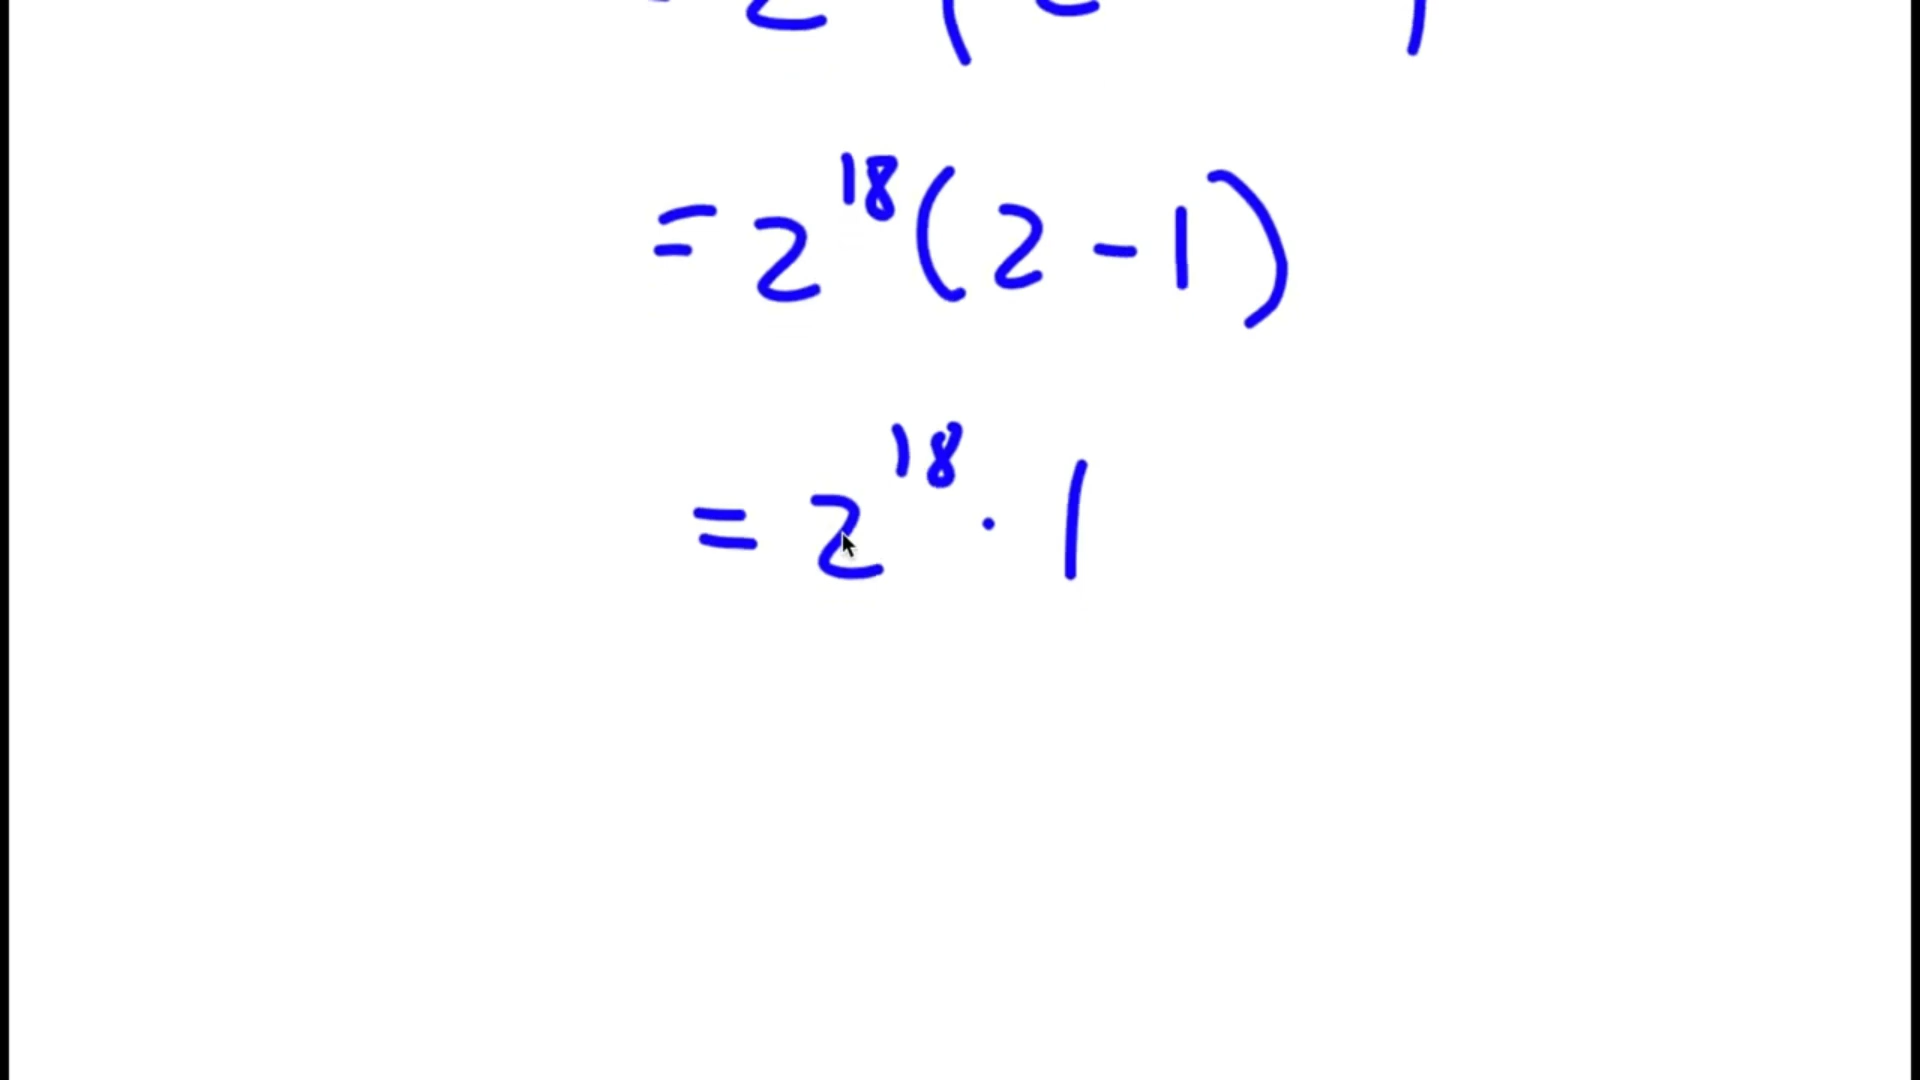 = 2^18 (2 - 1)
= 2^18 · 1